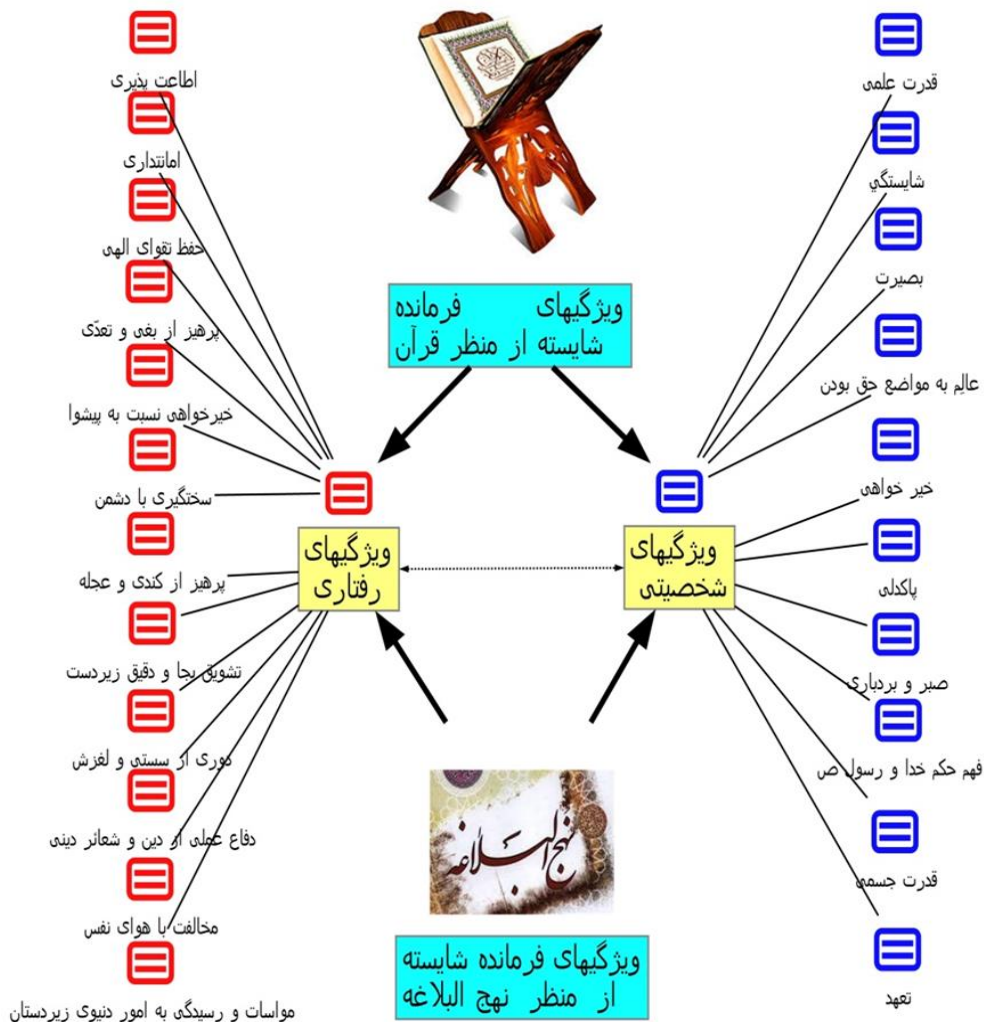 ویژگیهای فرمانده
شایسته از منظر قرآن
قدرت علمی
شایستگي
بصیرت
عالِم به مواضع حق بودن
خیر خواهی
پاکدلی
صبر و بردباری
فهم حکم خدا و رسول ص
قدرت جسمی
تعهد
ویژگیهای
شخصیتی
ویژگیهای
رفتاری
اطاعت پذیری
امانتداری
حفظ تقوای الهی
پرهیز از بغی و تعدّی
خیرخواهی نسبت به پیشوا
سختگیری با دشمن
پرهیز از کندی و عجله
تشویق بجا و دقیق زیردست
دوری از سستی و لغزش
دفاع عملی از دین و شعائر دینی
مخالفت با هوای نفس
مواسات و رسیدگی به امور دنیوی زیردستان
نهج البلاغه
ویژگیهای فرمانده شایسته
از منظر نهج البلاغه